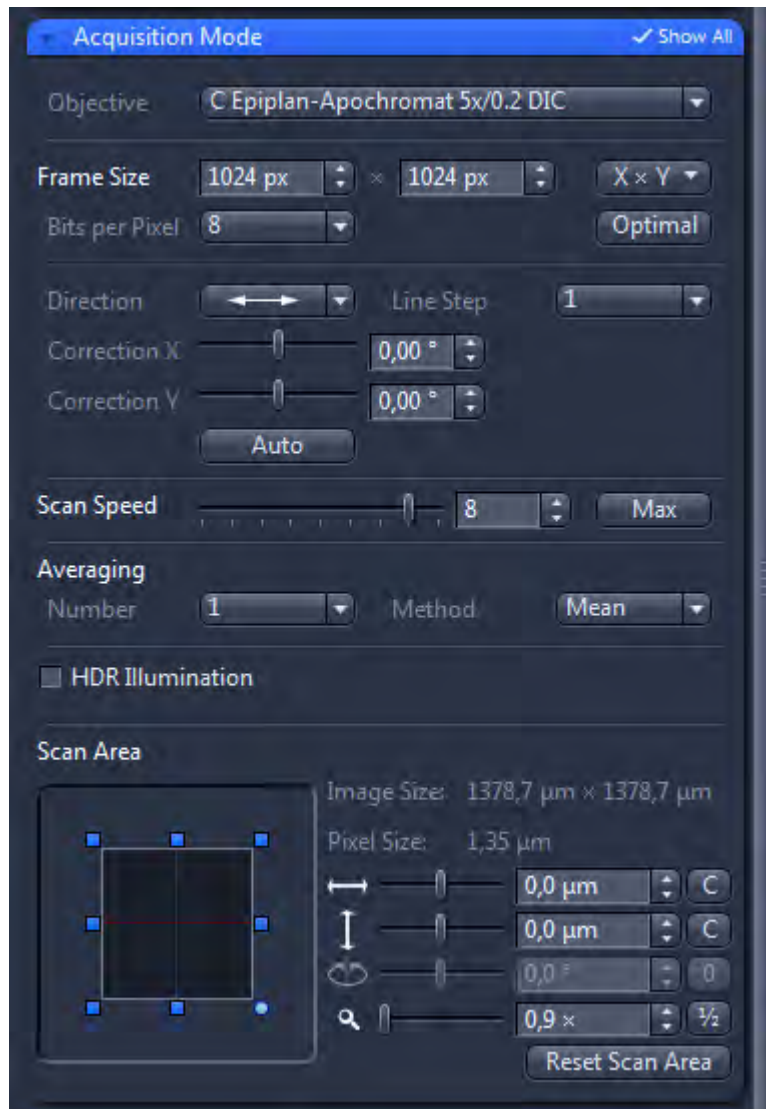 Acquisition Mode ✓ Show All
Objective C Epiplan-Apochromat 5x/0.2 DIC
Frame Size 1024 px × 1024 px X × Y
Bits per Pixel 8 Optimal
Direction Line Step 1
Correction X 0,00 °
Correction Y 0,00 °
Auto
Scan Speed 8 Max
Averaging
Number 1 Method Mean
HDR Illumination
Scan Area
Image Size: 1378,7 µm × 1378,7 µm
Pixel Size: 1,35 µm
0,0 µm C
0,0 µm C
0,0 ° 0
0,9 × ½
Reset Scan Area